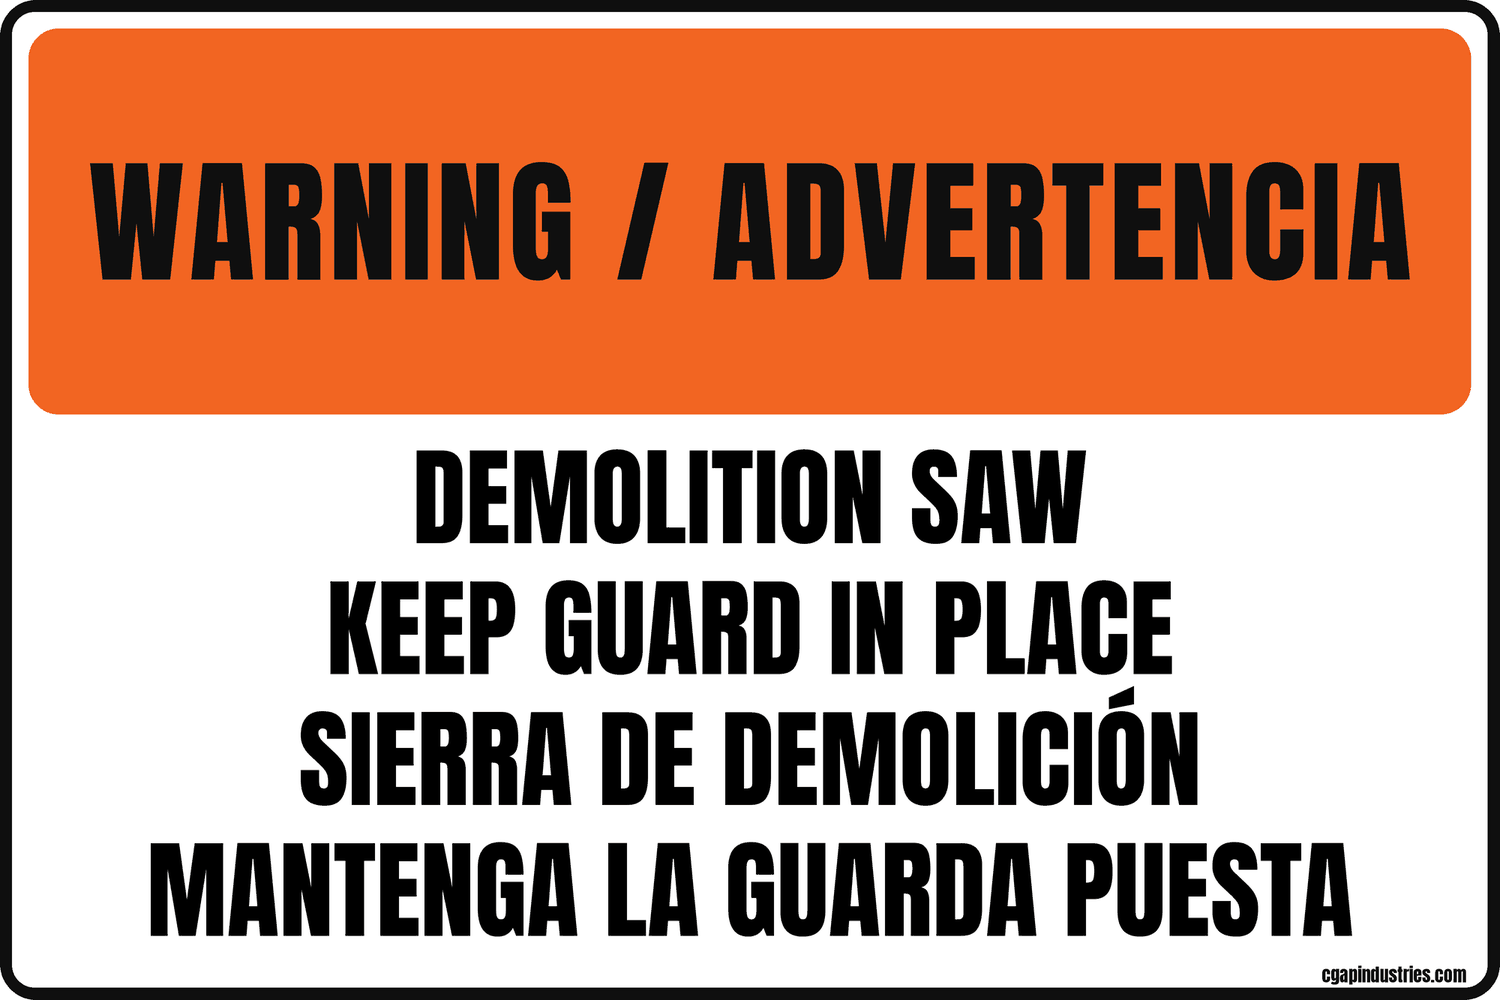 WARNING / ADVERTENCIA
DEMOLITION SAW
KEEP GUARD IN PLACE
SIERRA DE DEMOLICIÓN
MANTENGA LA GUARDA PUESTA
cgapindustries.com